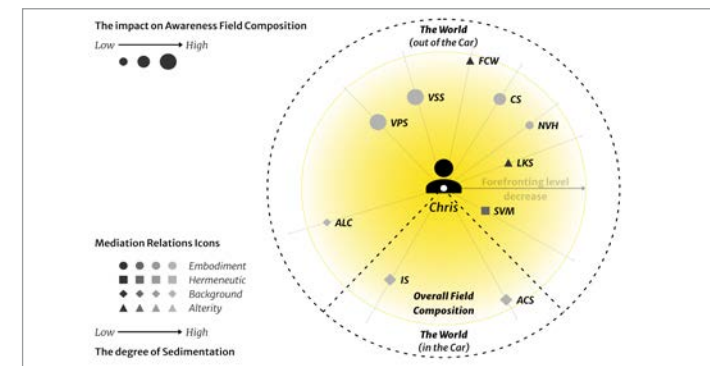 The impact on Awareness Field Composition
Low
High
The World
(out of the Car)
FCW
VSS
CS
VPS
NVH
LKS
Forefronting level
decrease
Chris
SVM
ALC
Mediation Relations Icons
Embodiment
Hermeneutic
Background
Alterity
Low
High
The degree of Sedimentation
IS
Overall Field
Composition
ACS
The World
(in the Car)